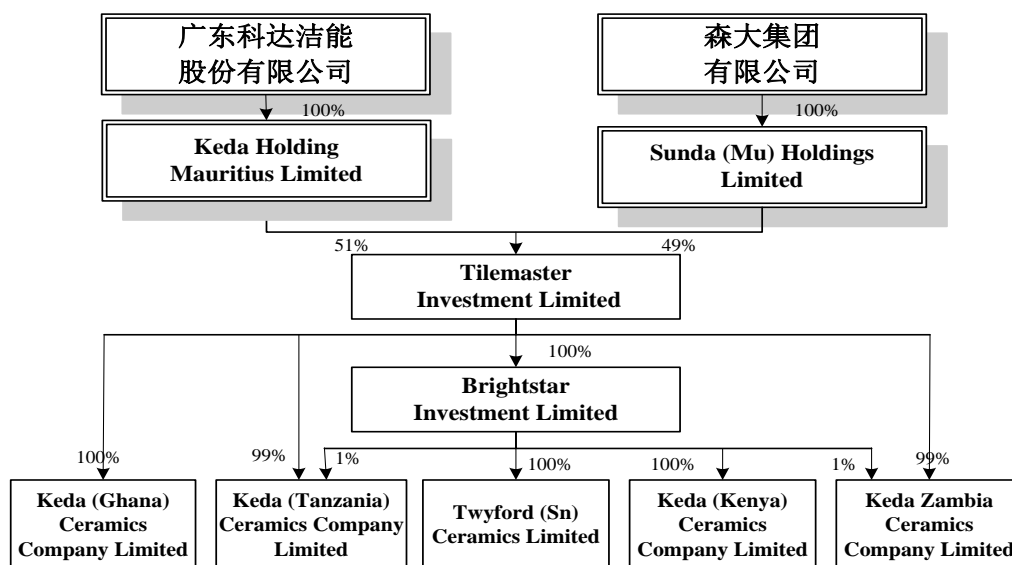 广东科达洁能
股份有限公司
森大集团
有限公司
100%
100%
Keda Holding
Mauritius Limited
Sunda (Mu) Holdings
Limited
51%
49%
Tilemaster
Investment Limited
100%
Brightstar
Investment Limited
100%
99%
1%
100%
100%
1%
99%
Keda (Ghana)
Ceramics
Company Limited
Keda (Tanzania)
Ceramics Company
Limited
Twyford (Sn)
Ceramics Limited
Keda (Kenya)
Ceramics
Company Limited
Keda Zambia
Ceramics
Company Limited